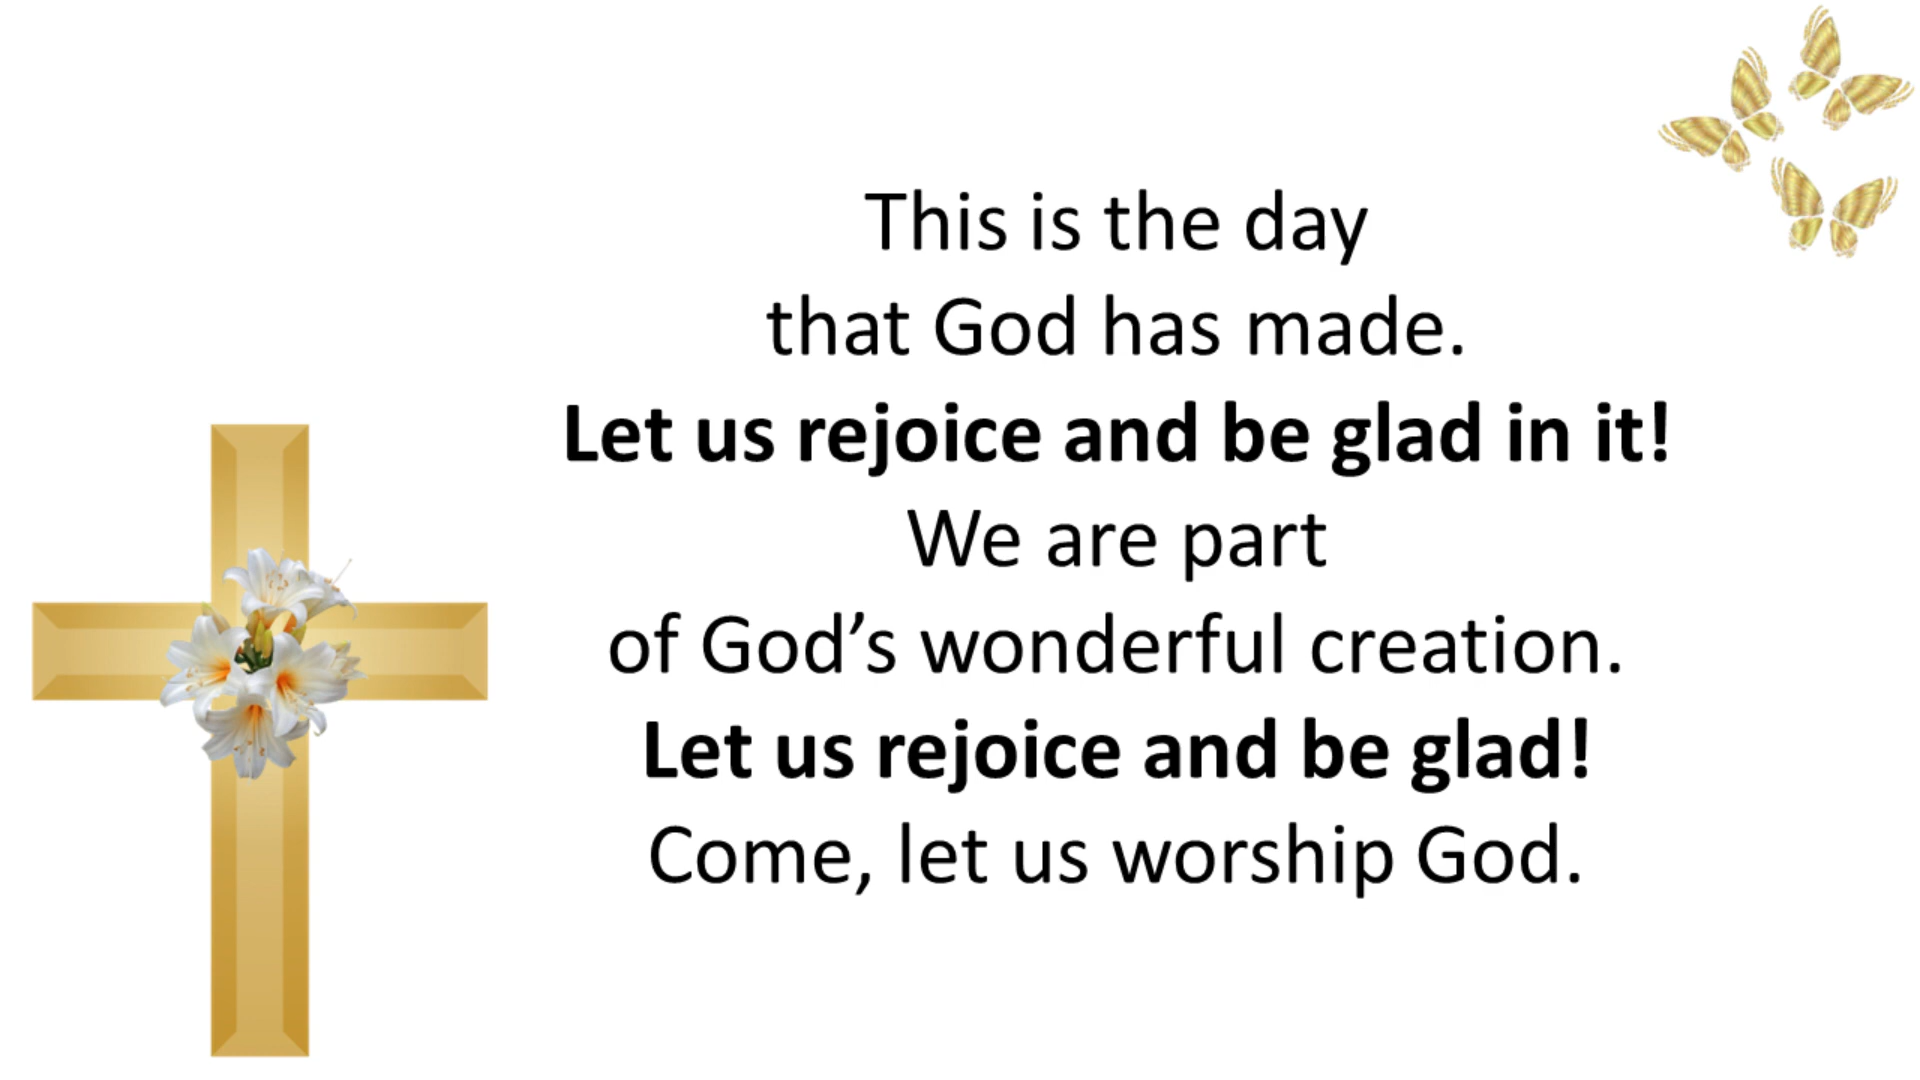 This is the day
that God has made.
Let us rejoice and be glad in it!
We are part
of God’s wonderful creation.
Let us rejoice and be glad!
Come, let us worship God.